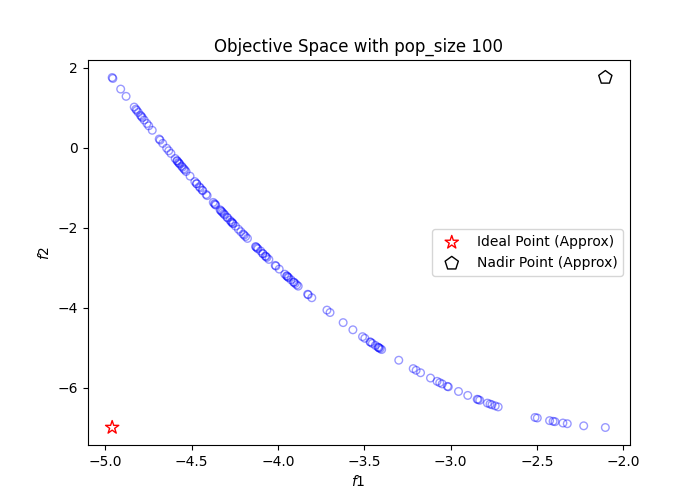 Objective Space with pop_size 100
2
0
−2
−4
−6
f2
Ideal Point (Approx)
Nadir Point (Approx)
−5.0 −4.5 −4.0 −3.5 −3.0 −2.5 −2.0
f1